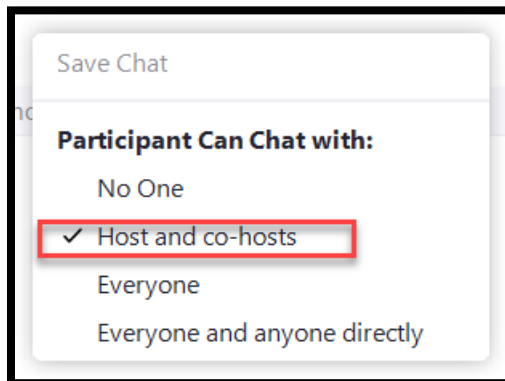 Save Chat
Participant Can Chat with:
No One
✓ Host and co-hosts
Everyone
Everyone and anyone directly